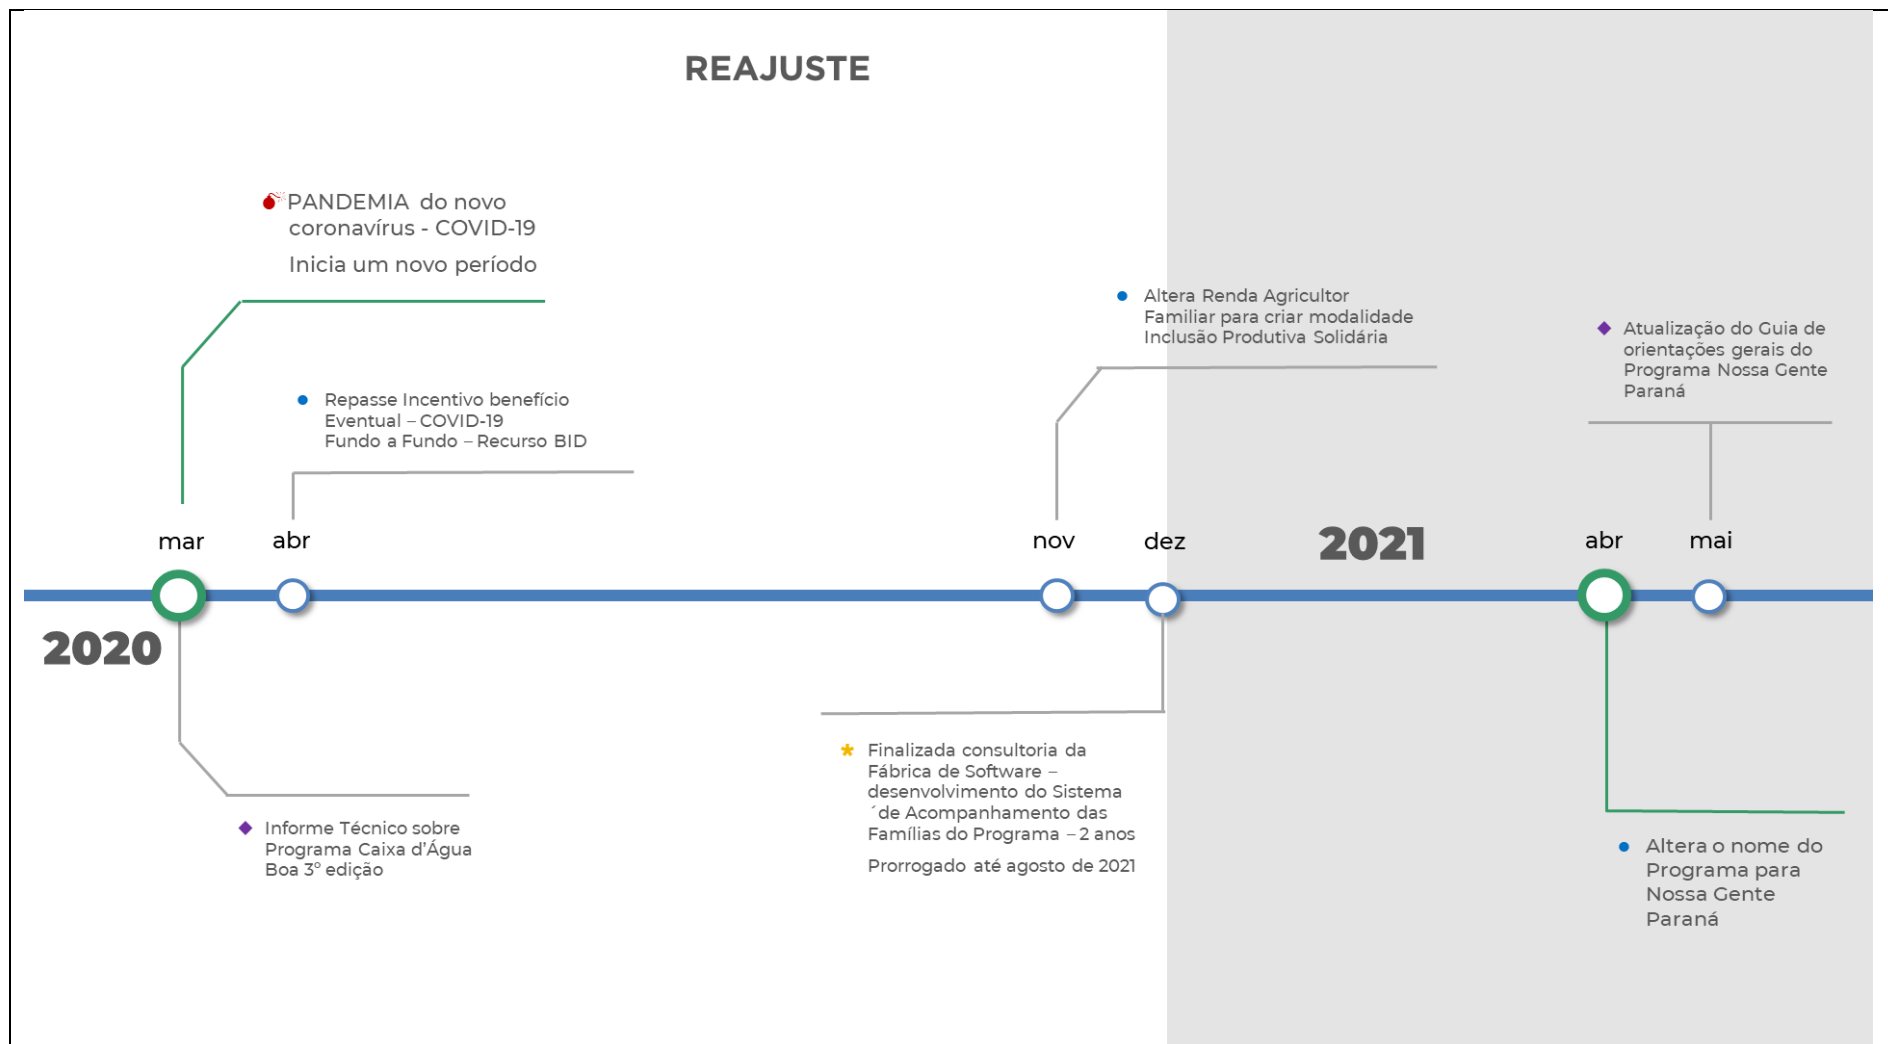 REAJUSTE
PANDEMIA do novo
coronavírus - COVID-19
Inicia um novo período
Repasse Incentivo benefício
Eventual – COVID-19
Fundo a Fundo – Recurso BID
Altera Renda Agricultor
Familiar para criar modalidade
Inclusão Produtiva Solidária
Atualização do Guia de
orientações gerais do
Programa Nossa Gente
Paraná
mar
abr
nov
dez
2021
abr
mai
2020
Informe Técnico sobre
Programa Caixa d’Água
Boa 3º edição
Finalizada consultoria da
Fábrica de Software –
desenvolvimento do Sistema
´de Acompanhamento das
Famílias do Programa – 2 anos
Prorrogado até agosto de 2021
Altera o nome do
Programa para
Nossa Gente
Paraná